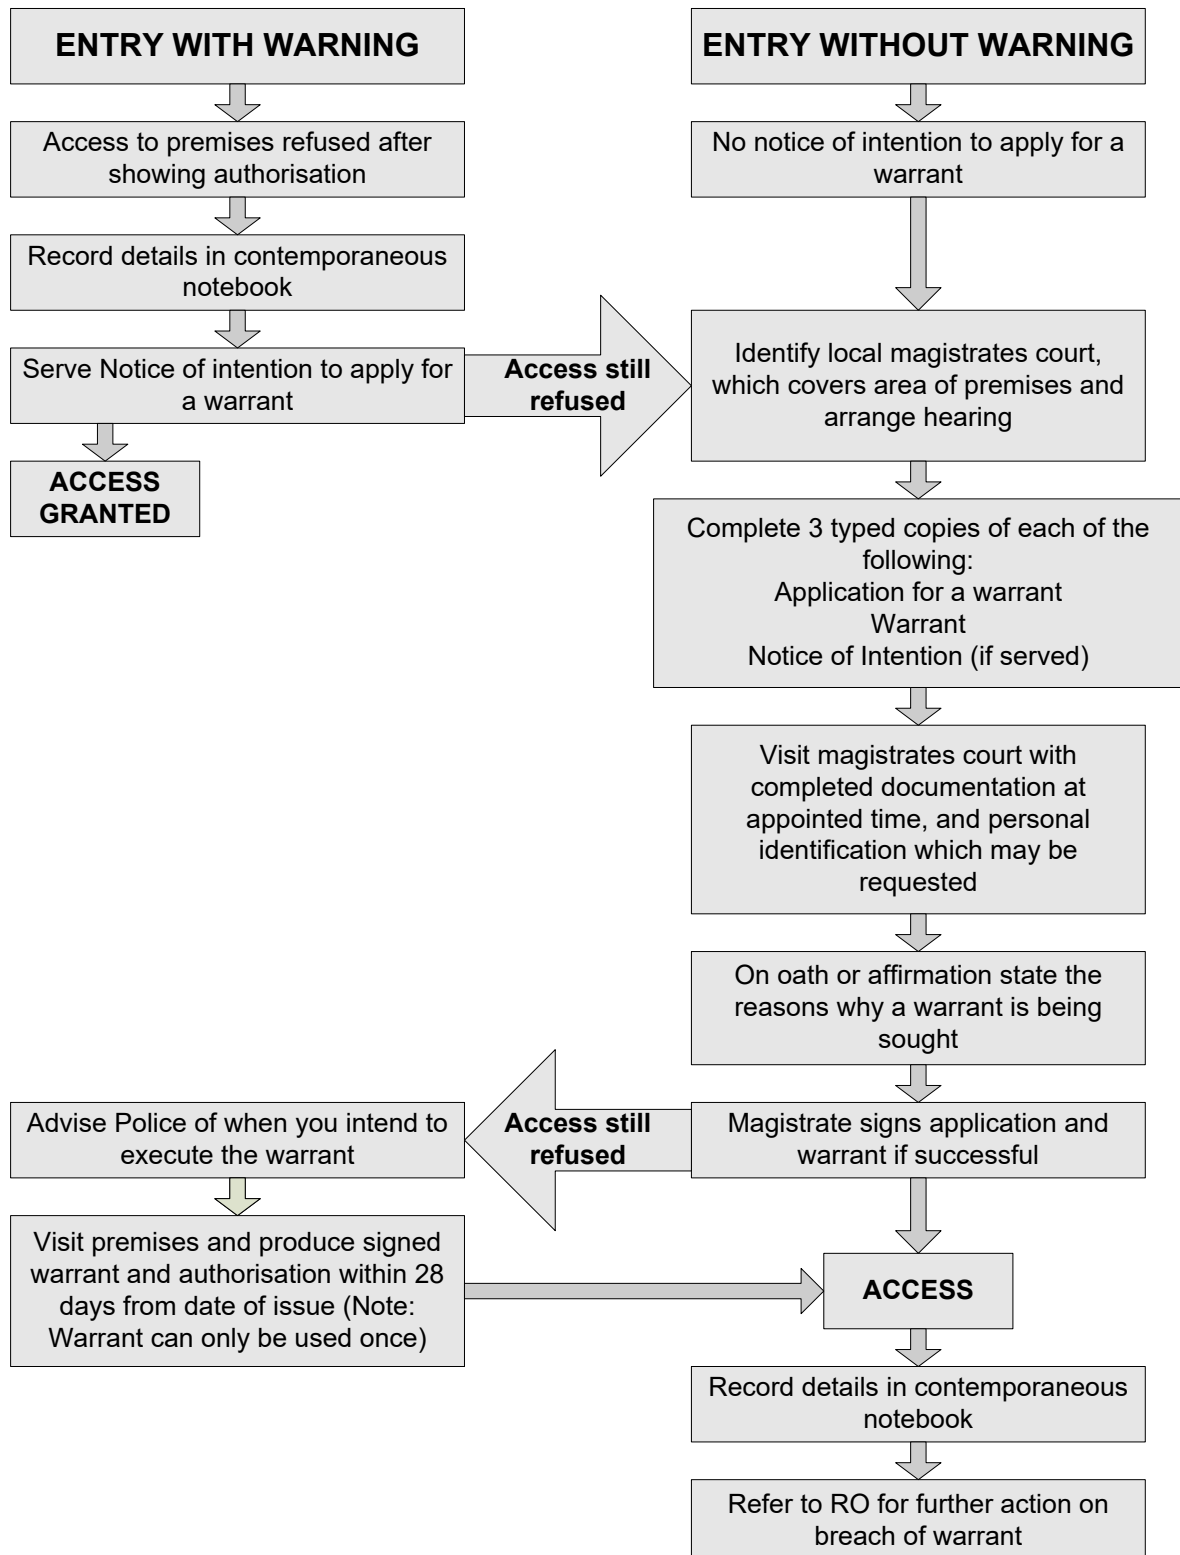 ENTRY WITH WARNING
Access to premises refused after
showing authorisation
Record details in contemporaneous
notebook
Serve Notice of intention to apply for
a warrant
ACCESS
GRANTED
Access still
refused
ENTRY WITHOUT WARNING
No notice of intention to apply for a
warrant
Identify local magistrates court,
which covers area of premises and
arrange hearing
Complete 3 typed copies of each of the
following:
Application for a warrant
Warrant
Notice of Intention (if served)
Visit magistrates court with
completed documentation at
appointed time, and personal
identification which may be
requested
On oath or affirmation state the
reasons why a warrant is being
sought
Magistrate signs application and
warrant if successful
Access still
refused
Advise Police of when you intend to
execute the warrant
Visit premises and produce signed
warrant and authorisation within 28
days from date of issue (Note:
Warrant can only be used once)
ACCESS
Record details in contemporaneous
notebook
Refer to RO for further action on
breach of warrant